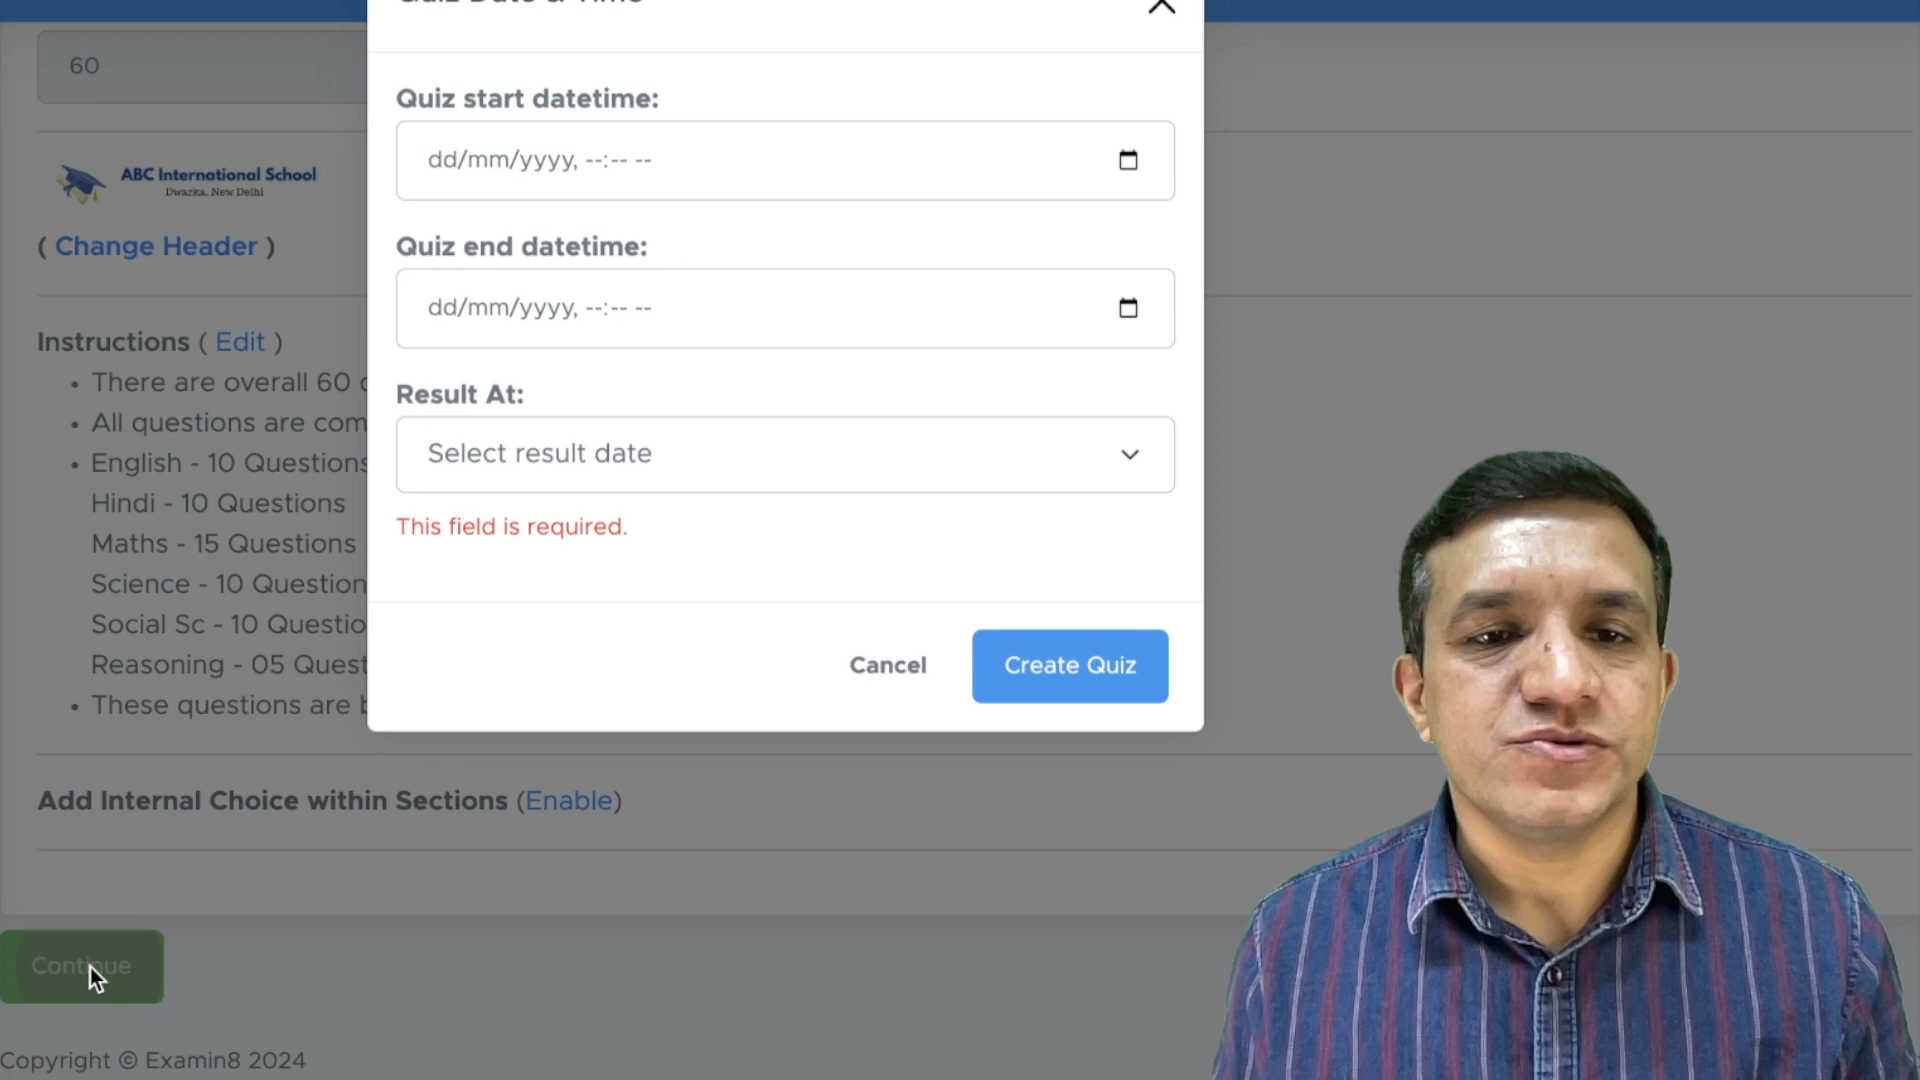 Quiz Date & Time
60
Quiz start datetime:
dd/mm/yyyy, --:-- --
Quiz end datetime:
dd/mm/yyyy, --:-- --
Result At:
Select result date
This field is required.
Cancel
Create Quiz
ABC International School
Dwarka, New Delhi
( Change Header )
Instructions ( Edit )
• There are overall 60
• All questions are com
• English - 10 Questions
Hindi - 10 Questions
Maths - 15 Questions
Science - 10 Question
Social Sc - 10 Questio
Reasoning - 05 Quest
• These questions are
Add Internal Choice within Sections (Enable)
Continue
Copyright © Examin8 2024